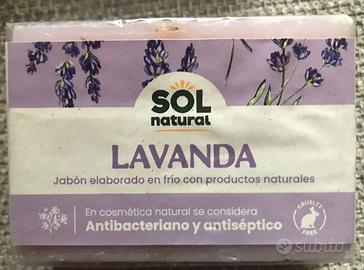 SOL
natural
LAVANDA
Jabón elaborado en frío con productos naturales
En cosmética natural se considera
Antibacteriano y antiséptico
CRUELTY
FREE
subito